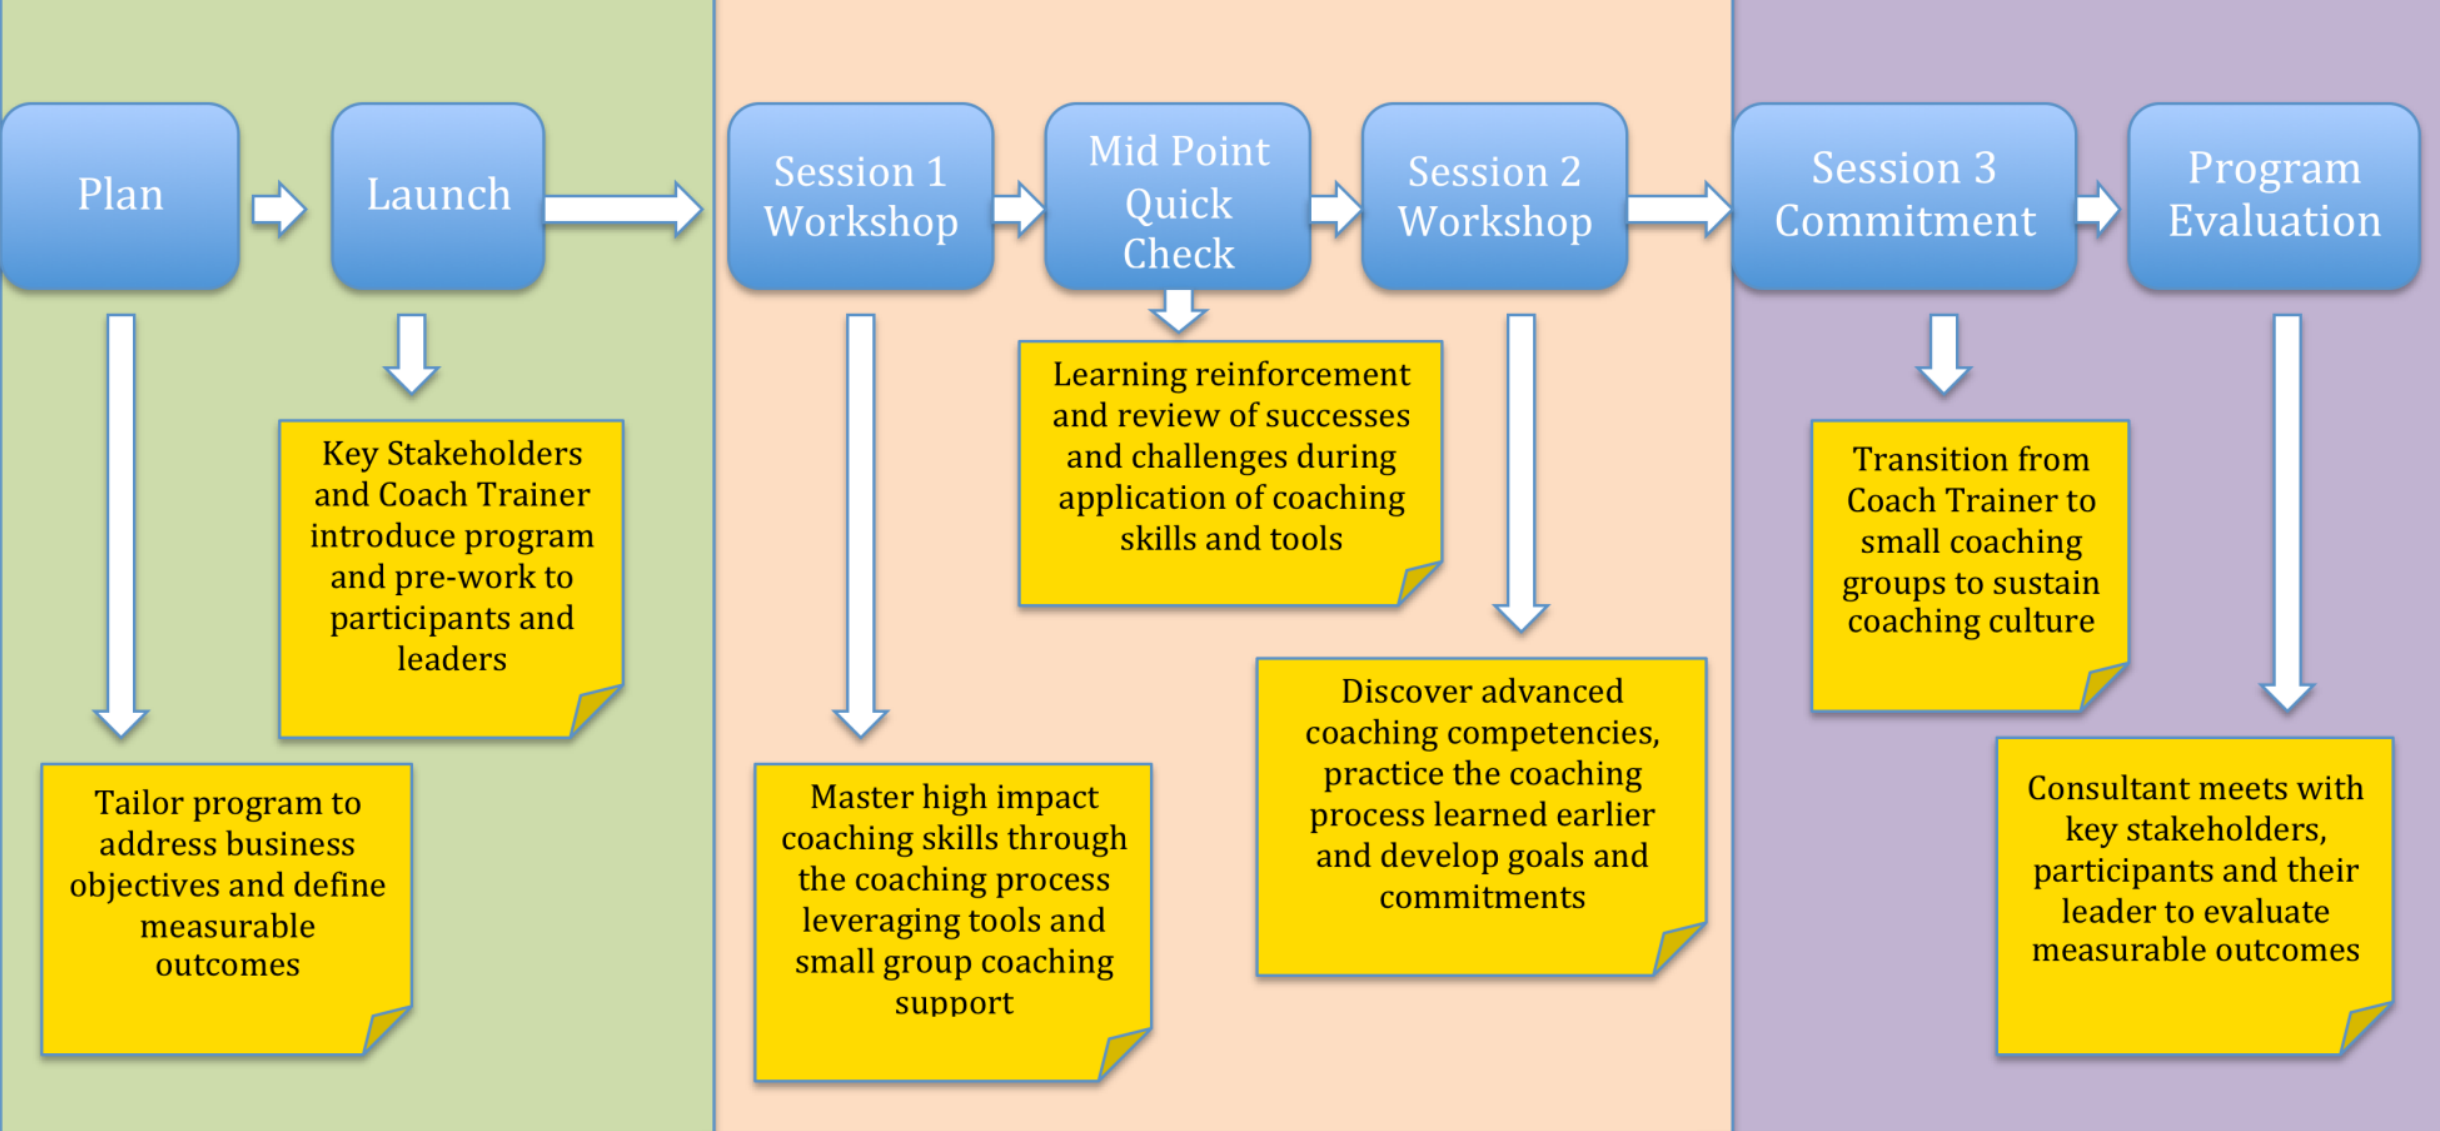 Plan
Launch
Session 1
Workshop
Mid Point
Quick
Check
Session 2
Workshop
Session 3
Commitment
Program
Evaluation
Tailor program to
address business
objectives and define
measurable
outcomes
Key Stakeholders
and Coach Trainer
introduce program
and pre-work to
participants and
leaders
Master high impact
coaching skills through
the coaching process
leveraging tools and
small group coaching
support
Learning reinforcement
and review of successes
and challenges during
application of coaching
skills and tools
Discover advanced
coaching competencies,
practice the coaching
process learned earlier
and develop goals and
commitments
Transition from
Coach Trainer to
small coaching
groups to sustain
coaching culture
Consultant meets with
key stakeholders,
participants and their
leader to evaluate
measurable outcomes